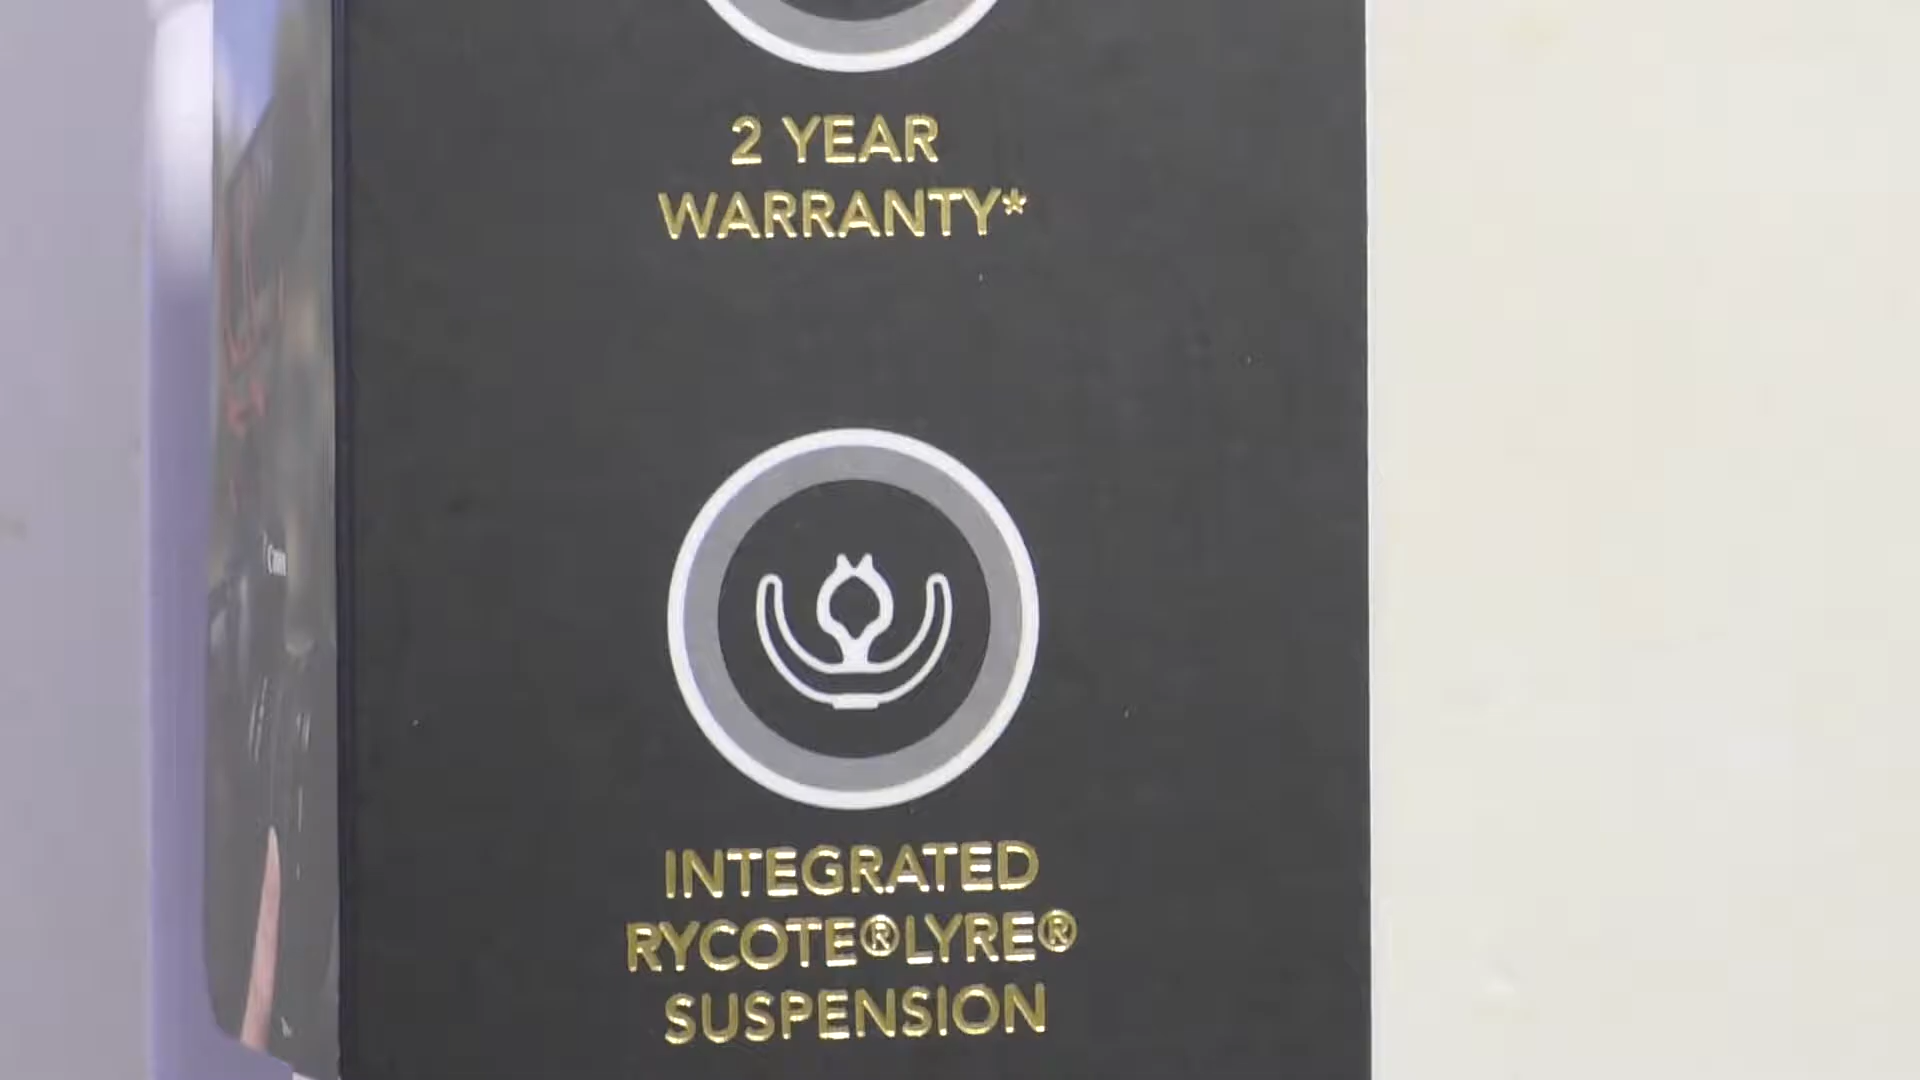 2 YEAR
WARRANTY*
INTEGRATED
RYCOTE®LYRE®
SUSPENSION